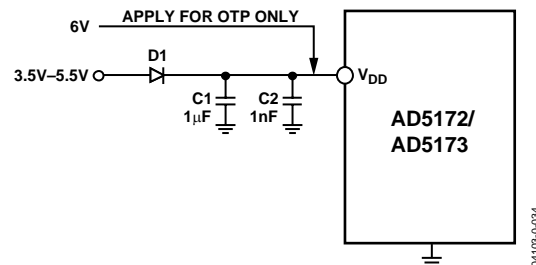 APPLY FOR OTP ONLY
6V
D1
3.5V–5.5V
VDD
C1
1μF
C2
1nF
AD5172/
AD5173
04103-0-034